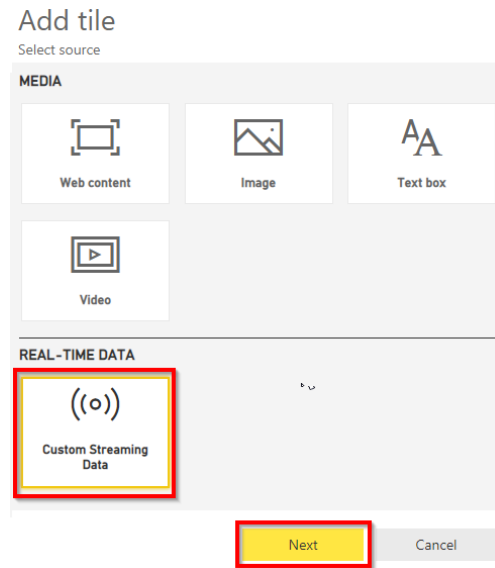 Add tile
Select source
MEDIA
Web content
Image
Text box
Video
REAL-TIME DATA
Custom Streaming
Data
Next
Cancel